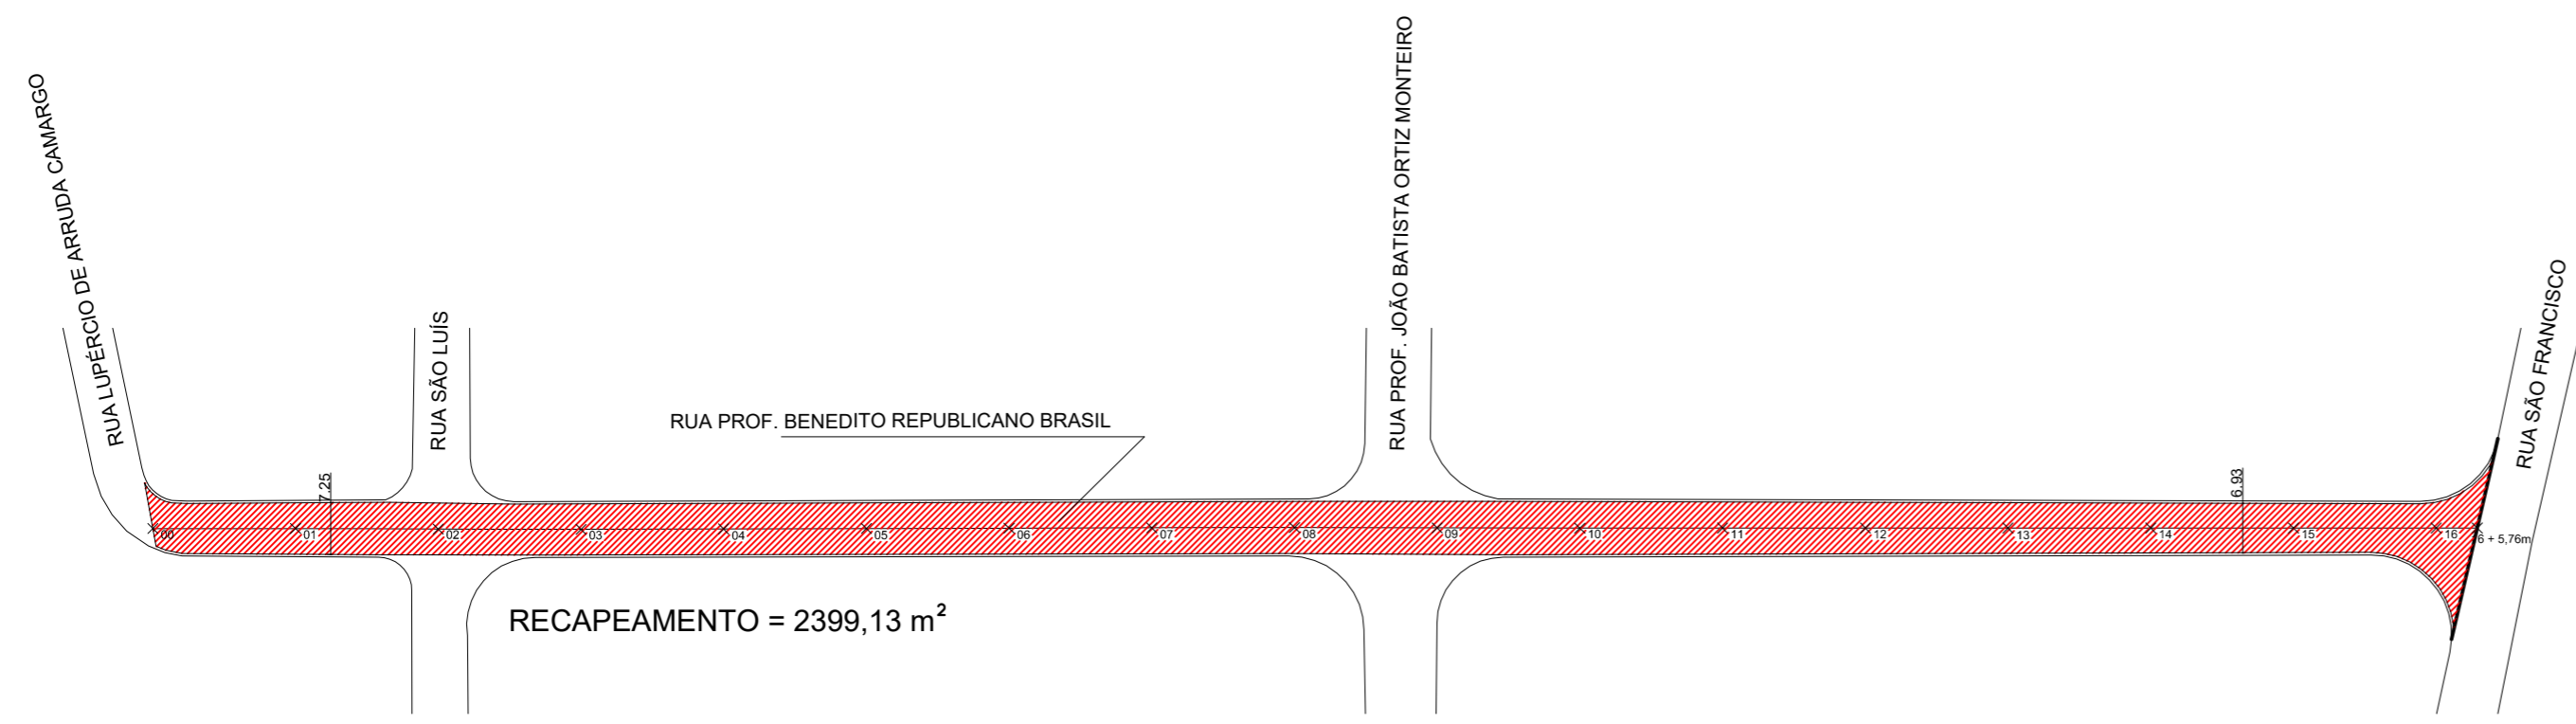 RUA LUPÉRCIO DE ARRUDA CAMARGO
RUA SÃO LUÍS
RUA PROF. BENEDITO REPUBLICANO BRASIL
RUA PROF. JOÃO BATISTA ORTIZ MONTEIRO
RUA SÃO FRANCISCO
7.25
6.93
00
01
02
03
04
05
06
07
08
09
10
11
12
13
14
15
16
6 + 5,76m
RECAPEAMENTO = 2399,13 m²